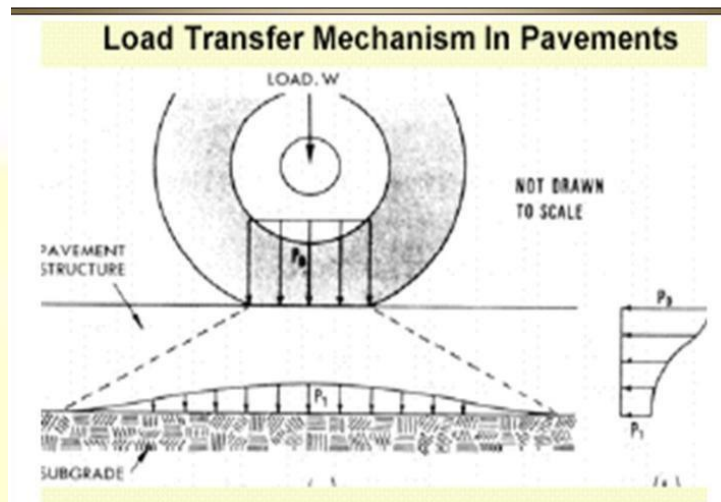 Load Transfer Mechanism In Pavements
LOAD, W
NOT DRAWN
TO SCALE
PAVEMENT
STRUCTURE
P₀
P₀
P₁
P₁
SUBGRADE